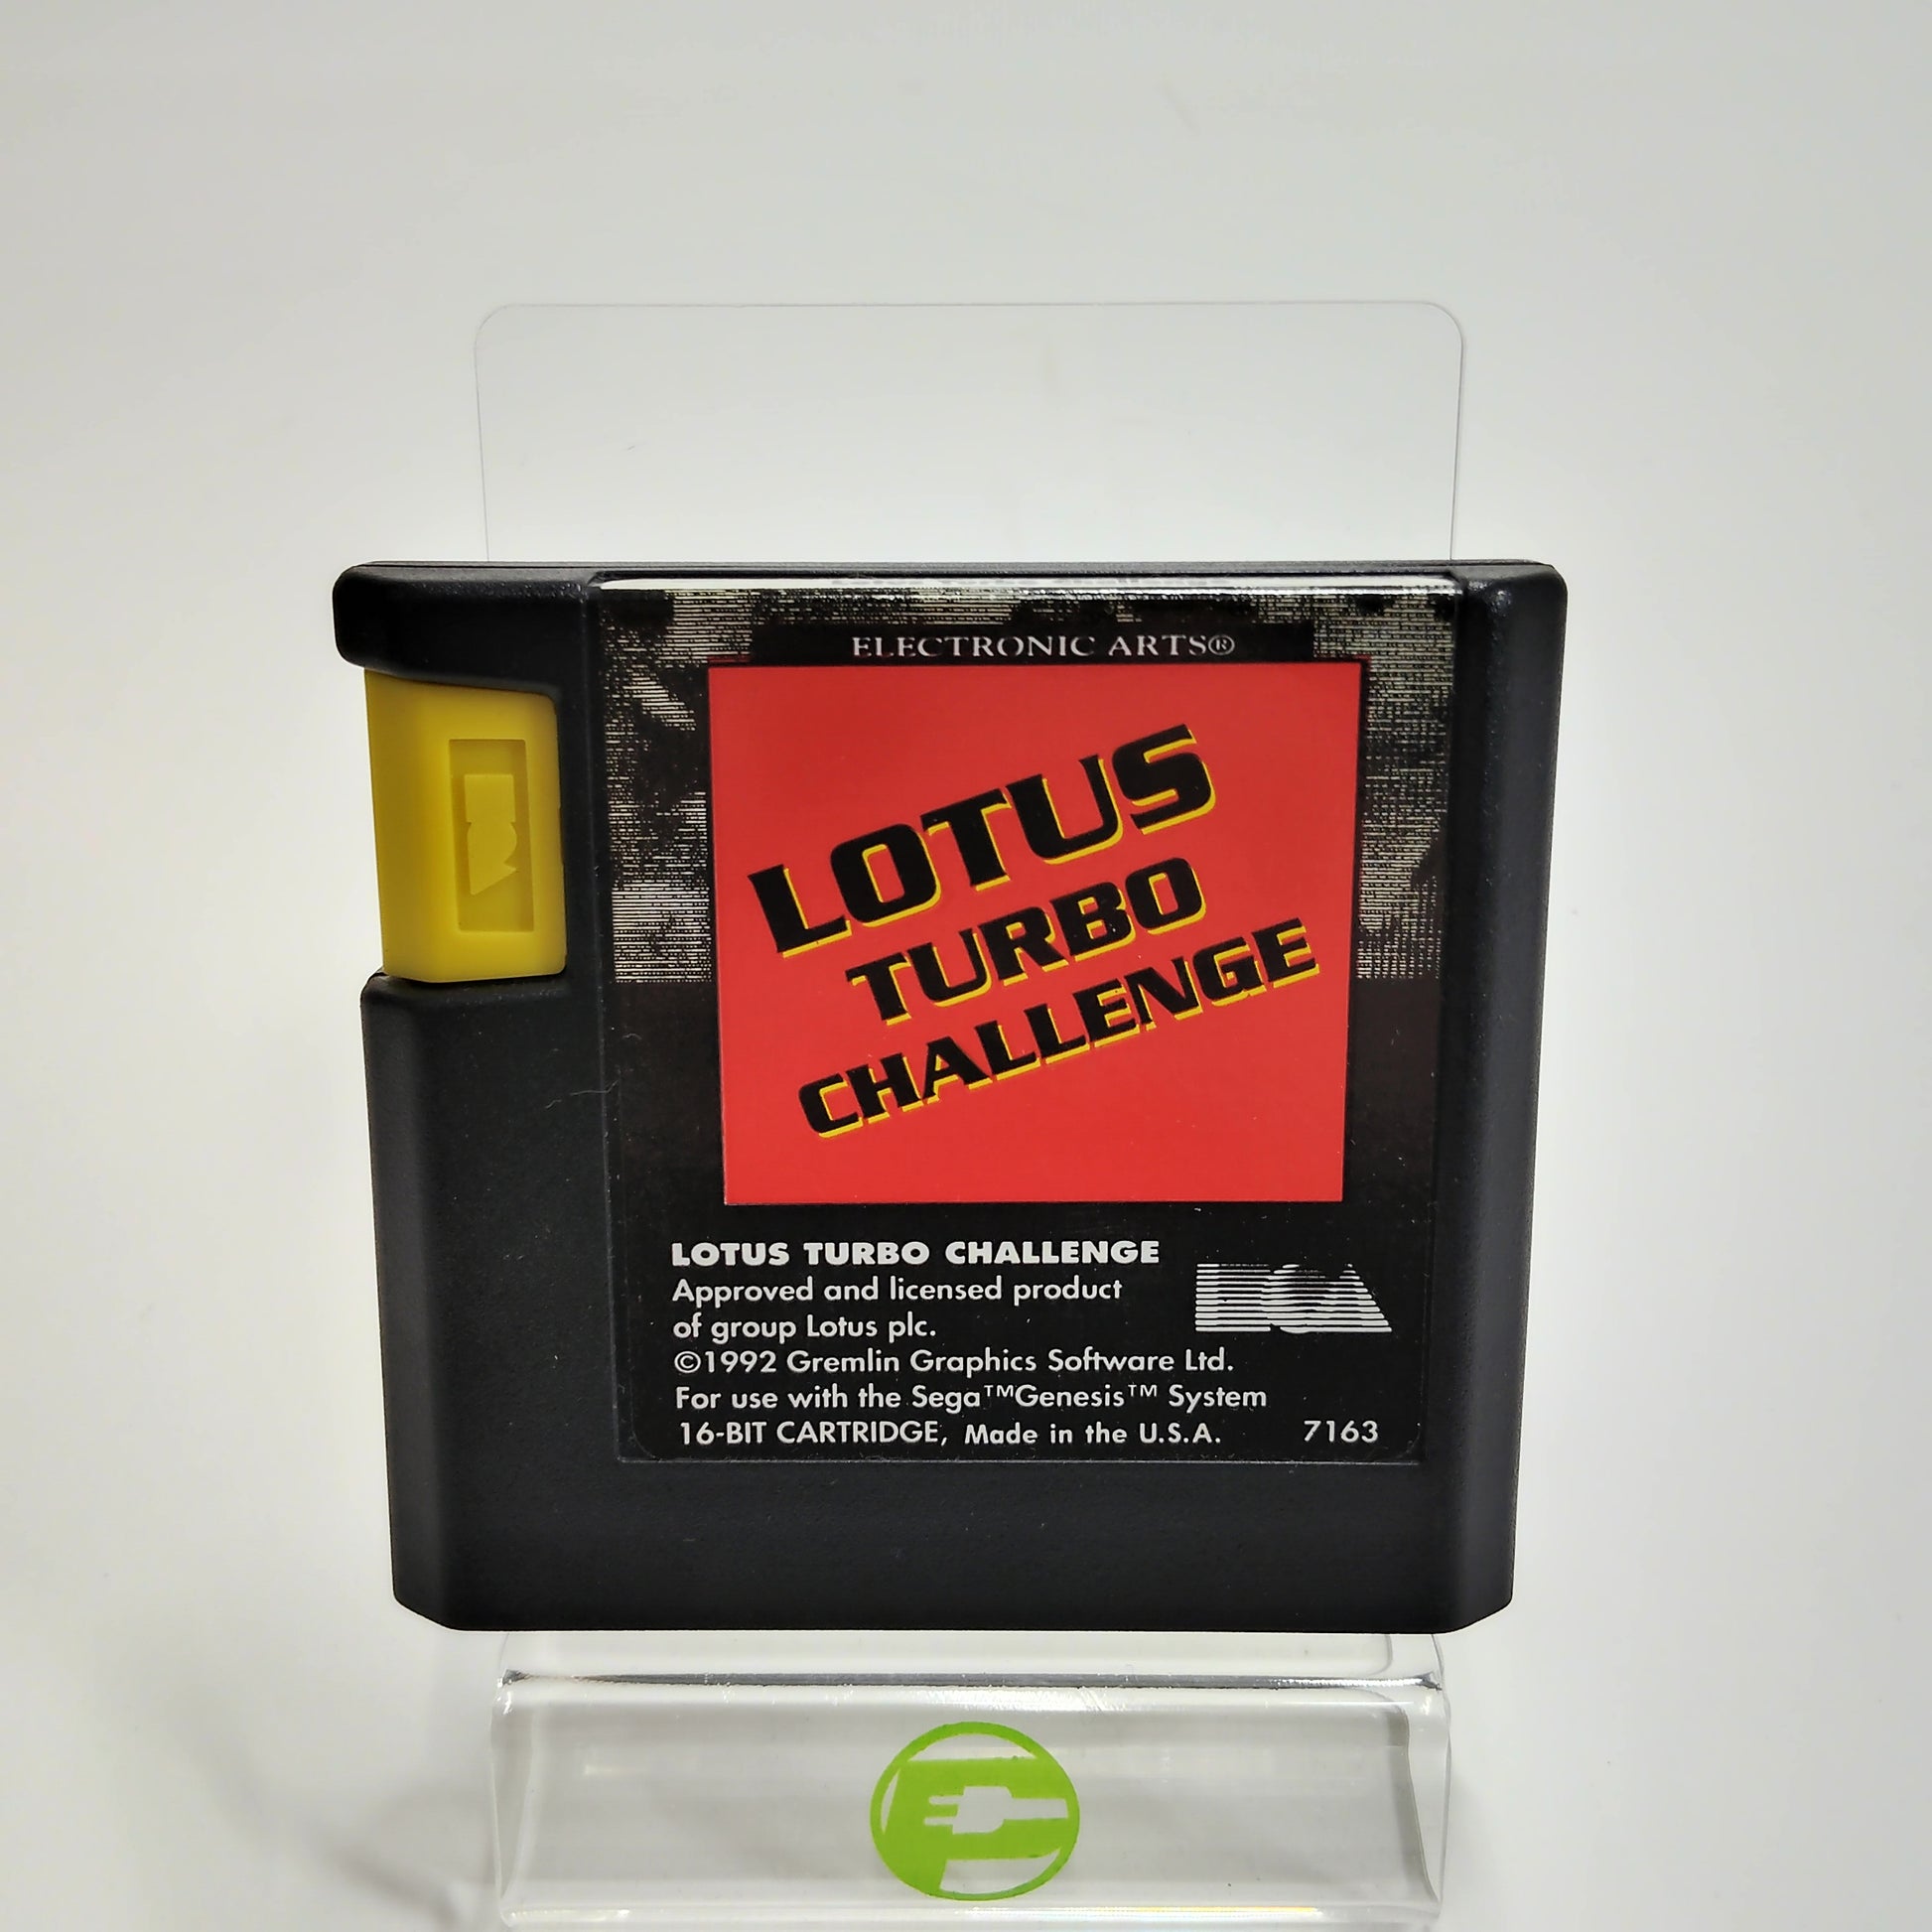 ELECTRONIC ARTS®
LOTUS
TURBO
CHALLENGE
LOTUS TURBO CHALLENGE
Approved and licensed product
of group Lotus plc.
©1992 Gremlin Graphics Software Ltd.
For use with the Sega™Genesis™ System
16-BIT CARTRIDGE, Made in the U.S.A. 7163
EA